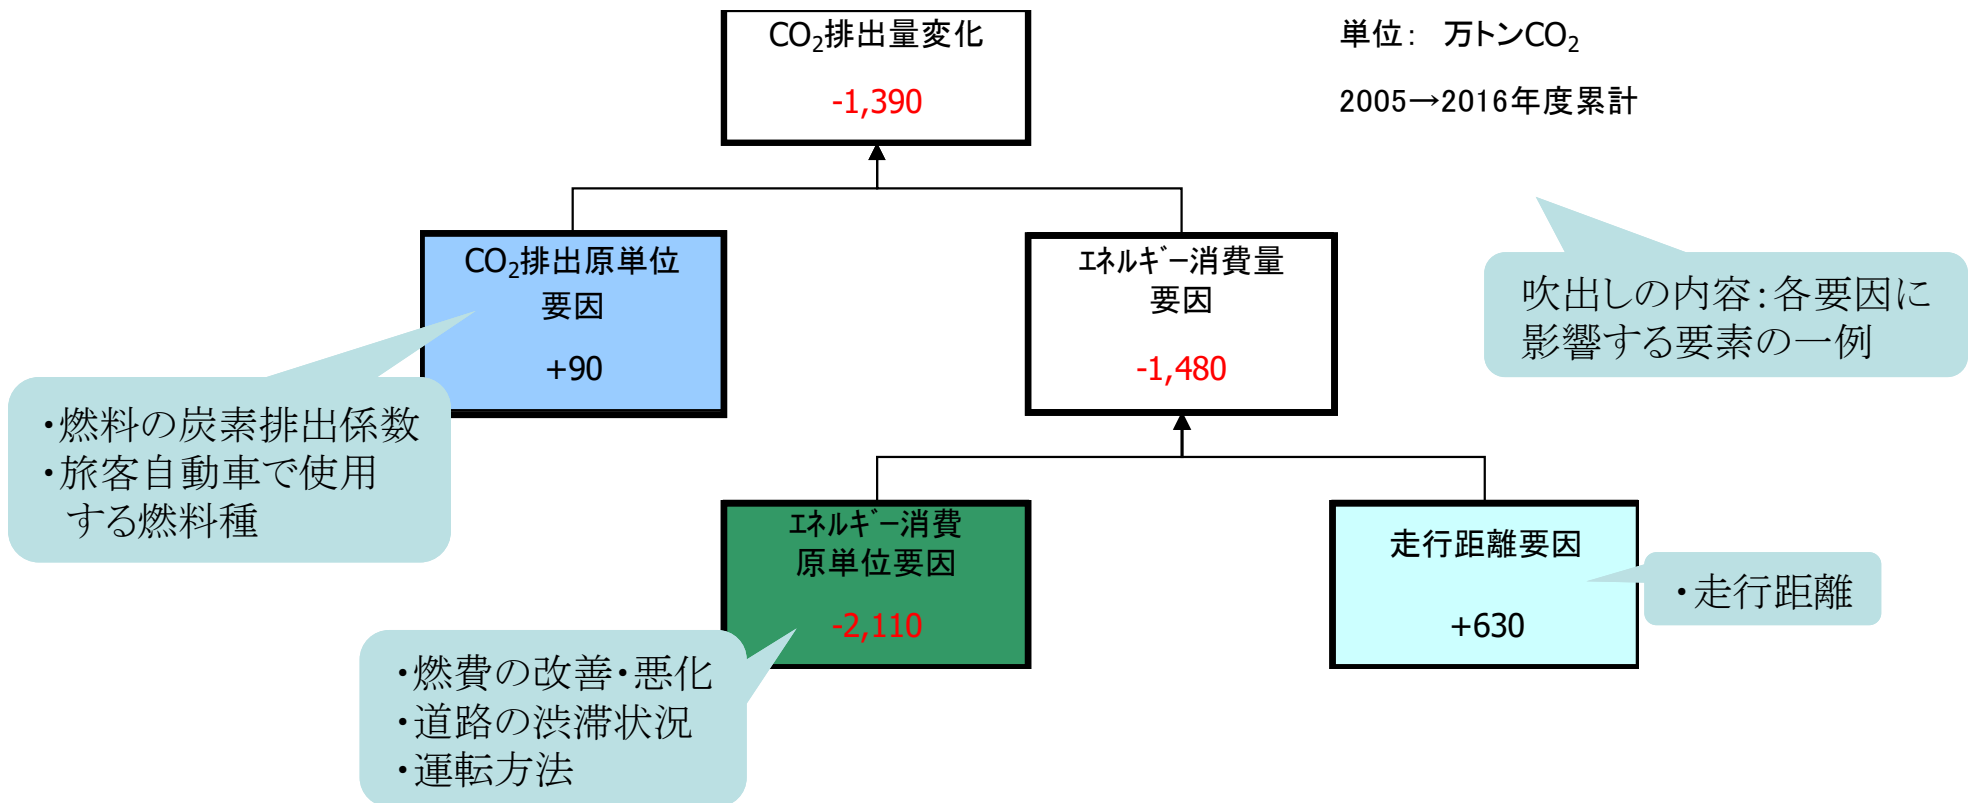 CO₂排出量変化
-1,390
単位： 万トンCO₂
2005→2016年度累計
CO₂排出原単位
要因
+90
ｴﾈﾙｷﾞｰ消費量
要因
-1,480
吹出しの内容：各要因に
影響する要素の一例
・燃料の炭素排出係数
・旅客自動車で使用
する燃料種
ｴﾈﾙｷﾞｰ消費
原単位要因
-2,110
走行距離要因
+630
・走行距離
・燃費の改善・悪化
・道路の渋滞状況
・運転方法